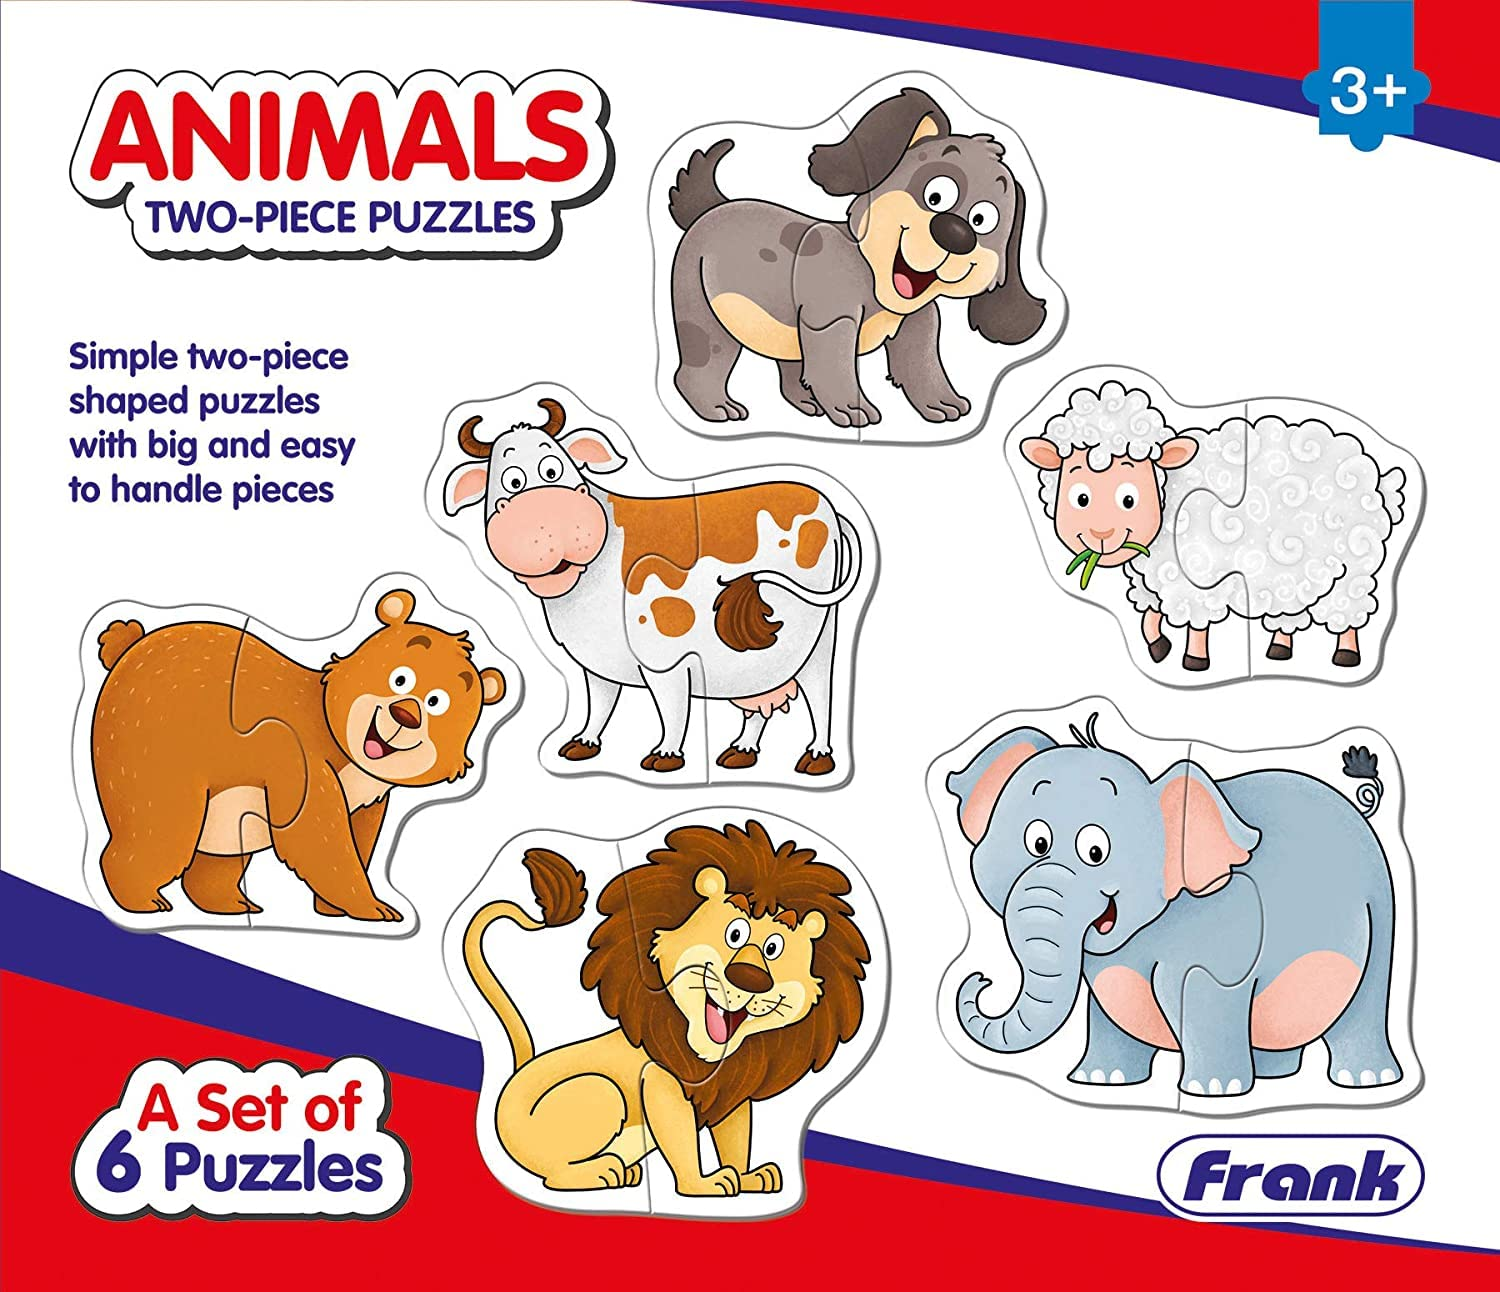 ANIMALS
TWO-PIECE PUZZLES
3+
Simple two-piece
shaped puzzles
with big and easy
to handle pieces
A Set of
6 Puzzles
Frank